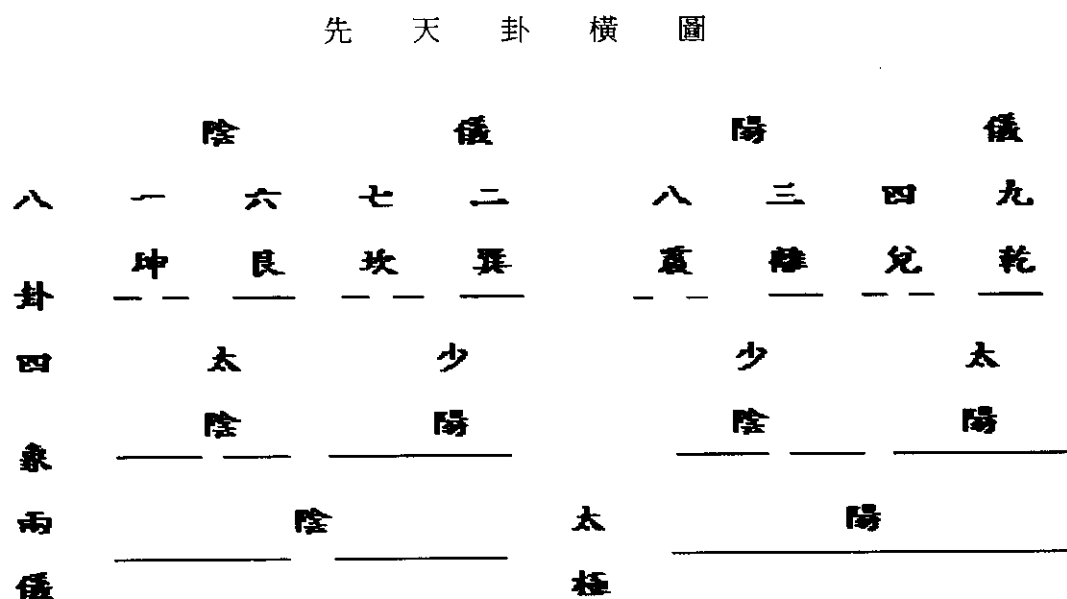 先天卦橫圖
陰 儀 陽 儀
八 一 六 七 二 八 三 四 九
卦 坤 艮 坎 巽 震 離 兌 乾
四 太 少 少 太
象 陰 陽 陰 陽
兩 陰 太 陽
儀 極